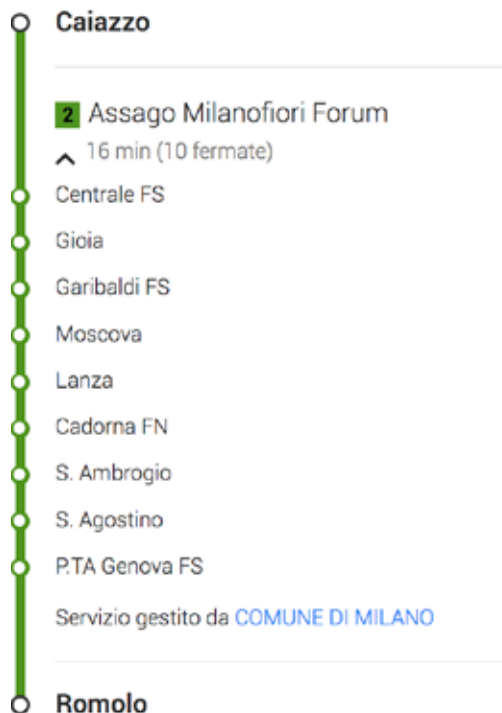 Caiazzo
2 Assago Milanofiori Forum
16 min (10 fermate)
Centrale FS
Gioia
Garibaldi FS
Moscova
Lanza
Cadorna FN
S. Ambrogio
S. Agostino
P.TA Genova FS
Servizio gestito da COMUNE DI MILANO
Romolo